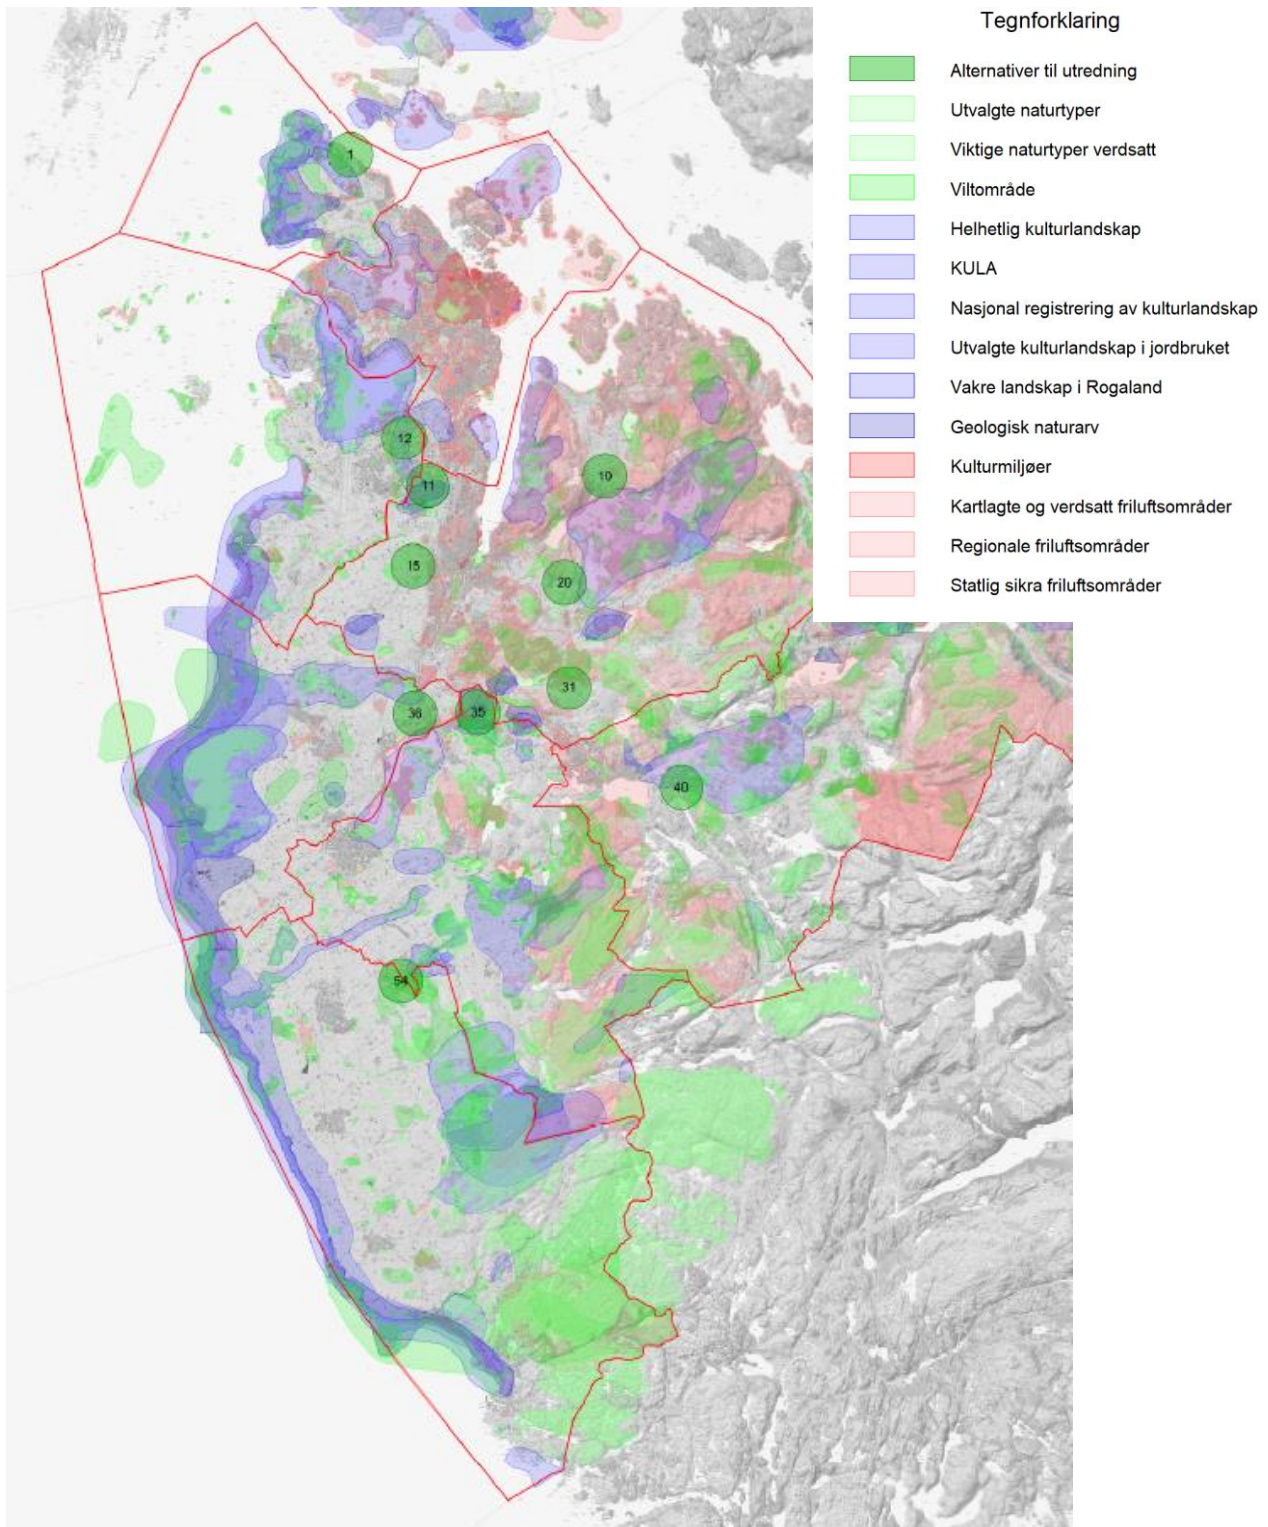 Tegnforklaring
Alternativer til utredning
Utvalgte naturtyper
Viktige naturtyper verdsatt
Viltområde
Helhetlig kulturlandskap
KULA
Nasjonal registrering av kulturlandskap
Utvalgte kulturlandskap i jordbruket
Vakre landskap i Rogaland
Geologisk naturarv
Kulturmiljøer
Kartlagte og verdsatt friluftsområder
Regionale friluftsområder
Statlig sikra friluftsområder
1
12
11
10
15
20
31
36
35
40
54